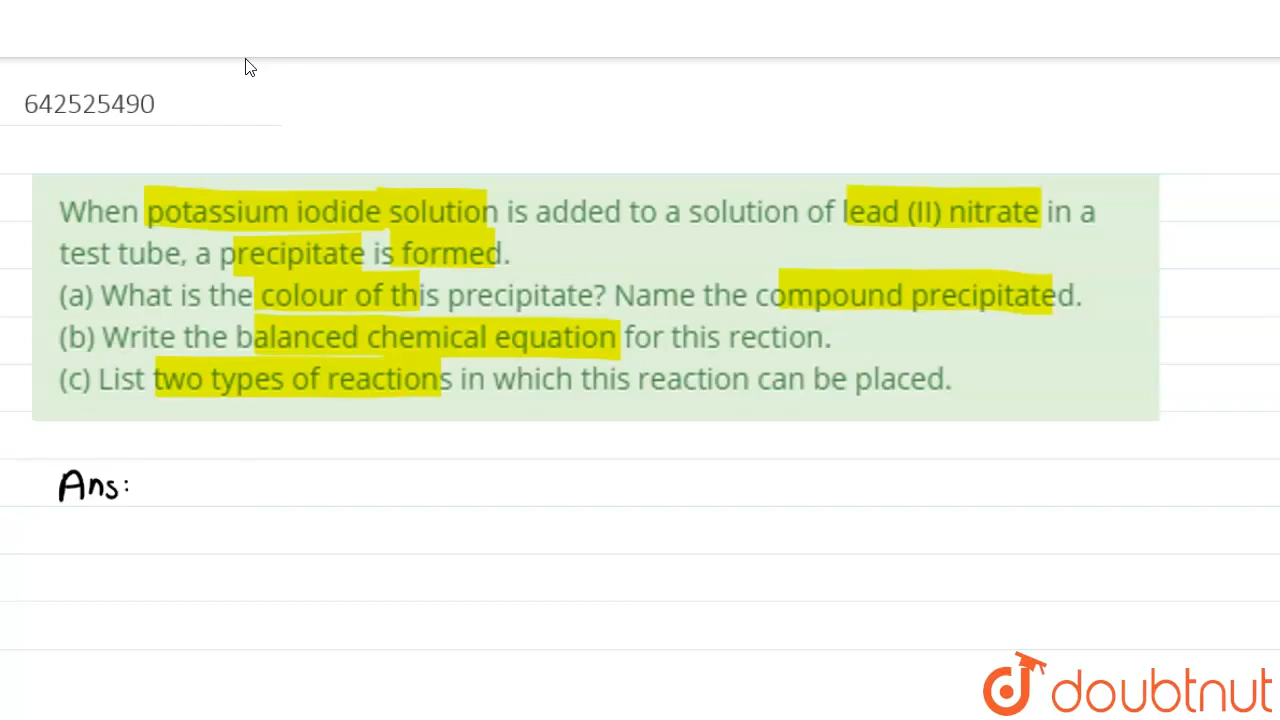 642525490
When potassium iodide solution is added to a solution of lead (II) nitrate in a
test tube, a precipitate is formed.
(a) What is the colour of this precipitate? Name the compound precipitated.
(b) Write the balanced chemical equation for this rection.
(c) List two types of reactions in which this reaction can be placed.
Ans:
doubtnut